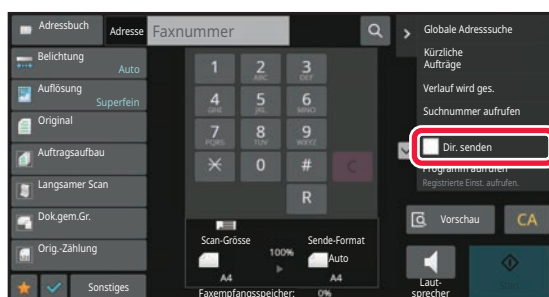 Adressbuch
Adresse
Faxnummer
Belichtung
Auto
Auflösung
Superfein
Original
Auftragsaufbau
Langsamer Scan
Dok.gem.Gr.
Orig.-Zählung
Sonstiges
1
2
ABC
3
DEF
4
GHI
5
JKL
6
MNO
7
PQRS
8
TUV
9
WXYZ
0
#
C
R
Scan-Grösse
100%
Sende-Format
Auto
A4
A4
Faxempfangsspeicher: 0%
Globale Adresssuche
Kürzliche
Aufträge
Verlauf wird ges.
Suchnummer aufrufen
Dir. senden
Programm aufrufen
Registrierte Einst. aufrufen.
Vorschau
CA
Laut-
sprecher
Start